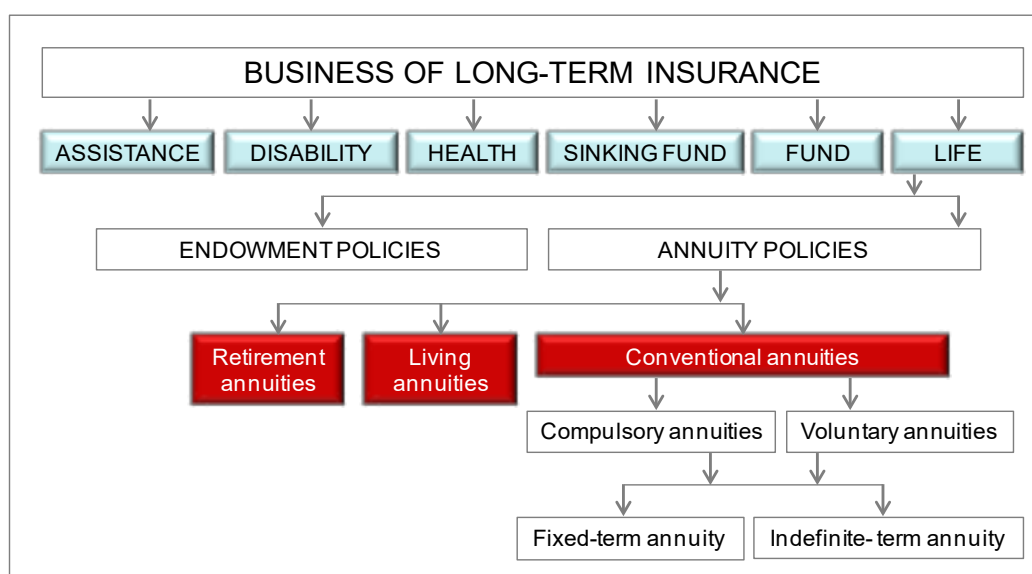 BUSINESS OF LONG-TERM INSURANCE
ASSISTANCE
DISABILITY
HEALTH
SINKING FUND
FUND
LIFE
ENDOWMENT POLICIES
ANNUITY POLICIES
Retirement
annuities
Living
annuities
Conventional annuities
Compulsory annuities
Voluntary annuities
Fixed-term annuity
Indefinite- term annuity